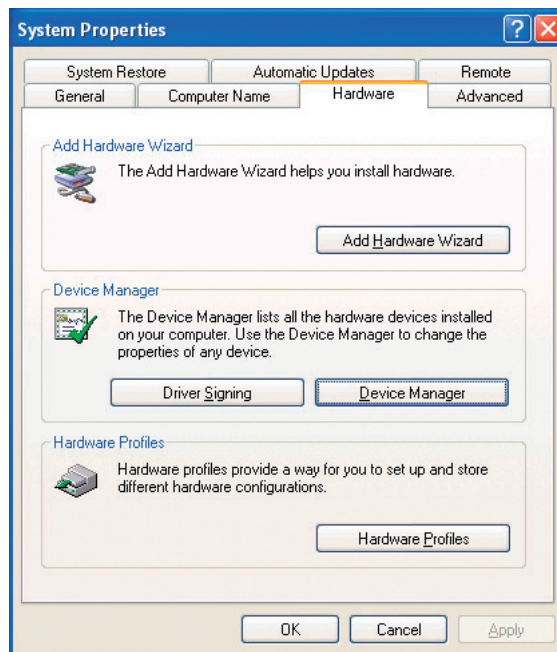 System Properties
System Restore Automatic Updates Remote
General Computer Name Hardware Advanced
Add Hardware Wizard
The Add Hardware Wizard helps you install hardware.
Add Hardware Wizard
Device Manager
The Device Manager lists all the hardware devices installed
on your computer. Use the Device Manager to change the
properties of any device.
Driver Signing Device Manager
Hardware Profiles
Hardware profiles provide a way for you to set up and store
different hardware configurations.
Hardware Profiles
OK Cancel Apply